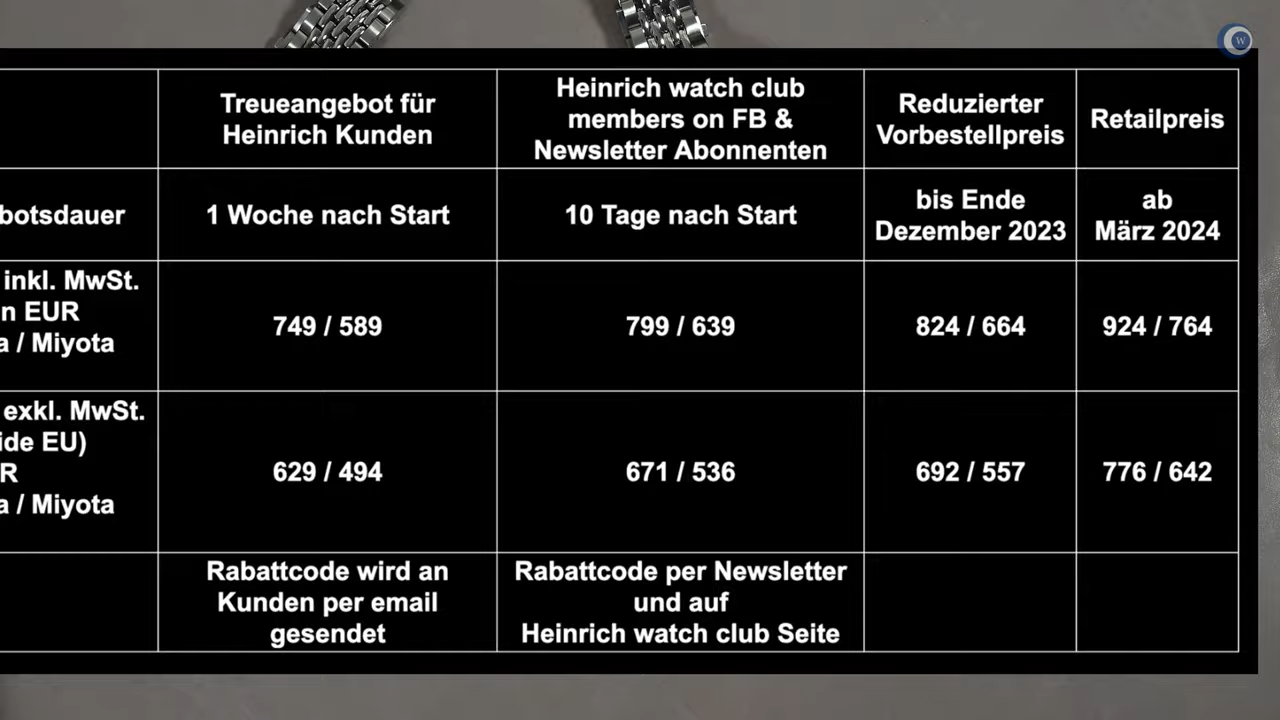 Treueangebot für
Heinrich Kunden
Heinrich watch club
members on FB &
Newsletter Abonnenten
Reduzierter
Vorbestellpreis
Retailpreis
botsdauer
1 Woche nach Start
10 Tage nach Start
bis Ende
Dezember 2023
ab
März 2024
inkl. MwSt.
n EUR
a / Miyota
749 / 589
799 / 639
824 / 664
924 / 764
exkl. MwSt.
ide EU)
R
a / Miyota
629 / 494
671 / 536
692 / 557
776 / 642
Rabattcode wird an
Kunden per email
gesendet
Rabattcode per Newsletter
und auf
Heinrich watch club Seite
W